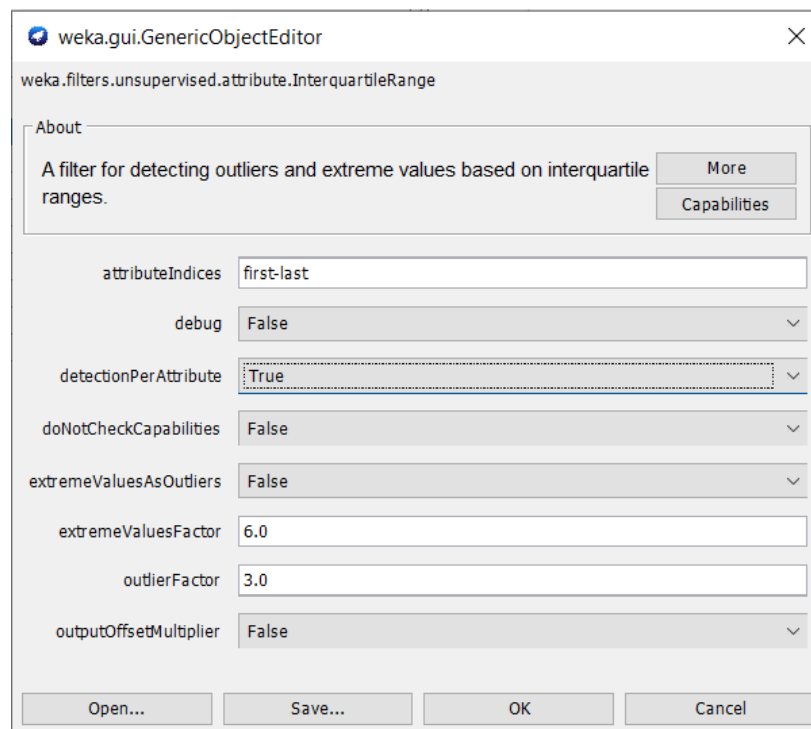 weka.gui.GenericObjectEditor
weka.filters.unsupervised.attribute.InterquartileRange
About
A filter for detecting outliers and extreme values based on interquartile
ranges.
More
Capabilities
attributeIndices first-last
debug False
detectionPerAttribute True
doNotCheckCapabilities False
extremeValuesAsOutliers False
extremeValuesFactor 6.0
outlierFactor 3.0
outputOffsetMultiplier False
Open... Save... OK Cancel